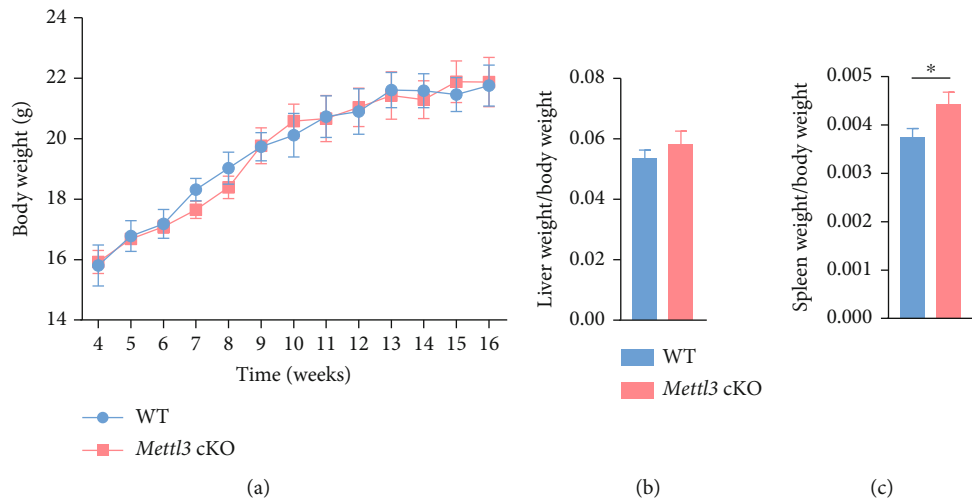 Body weight (g)
24
22
20
18
16
14
4 5 6 7 8 9 10 11 12 13 14 15 16
Time (weeks)
WT
Mettl3 cKO
(a)
Liver weight/body weight
0.08
0.06
0.04
0.02
0.00
WT
Mettl3 cKO
(b)
Spleen weight/body weight
0.005
0.004
0.003
0.002
0.001
0.000
*
(c)